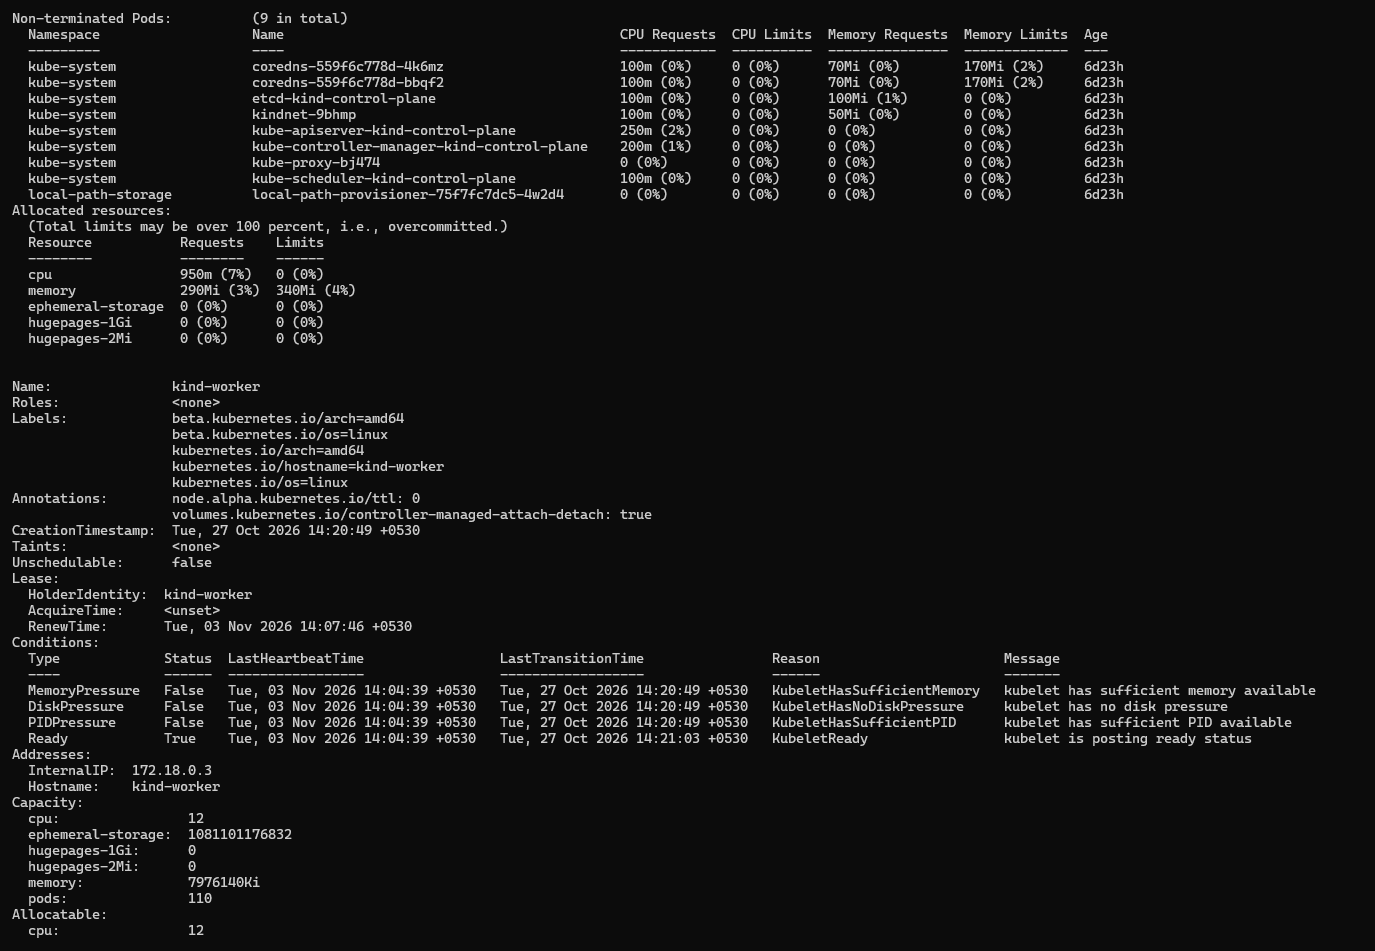 Non-terminated Pods:          (9 in total)
  Namespace                   Name                                          CPU Requests  CPU Limits  Memory Requests  Memory Limits  Age
  ---------                   ----                                          ------------  ----------  ---------------  -------------  ---
  kube-system                 coredns-559f6c778d-4k6mz                      100m (0%)     0 (0%)      70Mi (0%)        170Mi (2%)     6d23h
  kube-system                 coredns-559f6c778d-bbqf2                      100m (0%)     0 (0%)      70Mi (0%)        170Mi (2%)     6d23h
  kube-system                 etcd-kind-control-plane                       100m (0%)     0 (0%)      100Mi (1%)       0 (0%)         6d23h
  kube-system                 kindnet-9bhmp                                 100m (0%)     0 (0%)      50Mi (0%)        0 (0%)         6d23h
  kube-system                 kube-apiserver-kind-control-plane             250m (2%)     0 (0%)      0 (0%)           0 (0%)         6d23h
  kube-system                 kube-controller-manager-kind-control-plane    200m (1%)     0 (0%)      0 (0%)           0 (0%)         6d23h
  kube-system                 kube-proxy-bj474                              0 (0%)        0 (0%)      0 (0%)           0 (0%)         6d23h
  kube-system                 kube-scheduler-kind-control-plane             100m (0%)     0 (0%)      0 (0%)           0 (0%)         6d23h
  local-path-storage          local-path-provisioner-75f7fc7dc5-4w2d4       0 (0%)        0 (0%)      0 (0%)           0 (0%)         6d23h
Allocated resources:
  (Total limits may be over 100 percent, i.e., overcommitted.)
  Resource           Requests    Limits
  --------           --------    ------
  cpu                950m (7%)   0 (0%)
  memory             290Mi (3%)  340Mi (4%)
  ephemeral-storage  0 (0%)      0 (0%)
  hugepages-1Gi      0 (0%)      0 (0%)
  hugepages-2Mi      0 (0%)      0 (0%)
Name:               kind-worker
Roles:              <none>
Labels:             beta.kubernetes.io/arch=amd64
                    beta.kubernetes.io/os=linux
                    kubernetes.io/arch=amd64
                    kubernetes.io/hostname=kind-worker
                    kubernetes.io/os=linux
Annotations:        node.alpha.kubernetes.io/ttl: 0
                    volumes.kubernetes.io/controller-managed-attach-detach: true
CreationTimestamp:  Tue, 27 Oct 2026 14:20:49 +0530
Taints:             <none>
Unschedulable:      false
Lease:
  HolderIdentity:  kind-worker
  AcquireTime:     <unset>
  RenewTime:       Tue, 03 Nov 2026 14:07:46 +0530
Conditions:
  Type             Status  LastHeartbeatTime                 LastTransitionTime                Reason                       Message
  ----             ------  -----------------                 ------------------                ------                       -------
  MemoryPressure   False   Tue, 03 Nov 2026 14:04:39 +0530   Tue, 27 Oct 2026 14:20:49 +0530   KubeletHasSufficientMemory   kubelet has sufficient memory available
  DiskPressure     False   Tue, 03 Nov 2026 14:04:39 +0530   Tue, 27 Oct 2026 14:20:49 +0530   KubeletHasNoDiskPressure     kubelet has no disk pressure
  PIDPressure      False   Tue, 03 Nov 2026 14:04:39 +0530   Tue, 27 Oct 2026 14:20:49 +0530   KubeletHasSufficientPID      kubelet has sufficient PID available
  Ready            True    Tue, 03 Nov 2026 14:04:39 +0530   Tue, 27 Oct 2026 14:21:03 +0530   KubeletReady                 kubelet is posting ready status
Addresses:
  InternalIP:  172.18.0.3
  Hostname:    kind-worker
Capacity:
  cpu:                12
  ephemeral-storage:  1081101176832
  hugepages-1Gi:      0
  hugepages-2Mi:      0
  memory:             7976140Ki
  pods:               110
Allocatable:
  cpu:                12